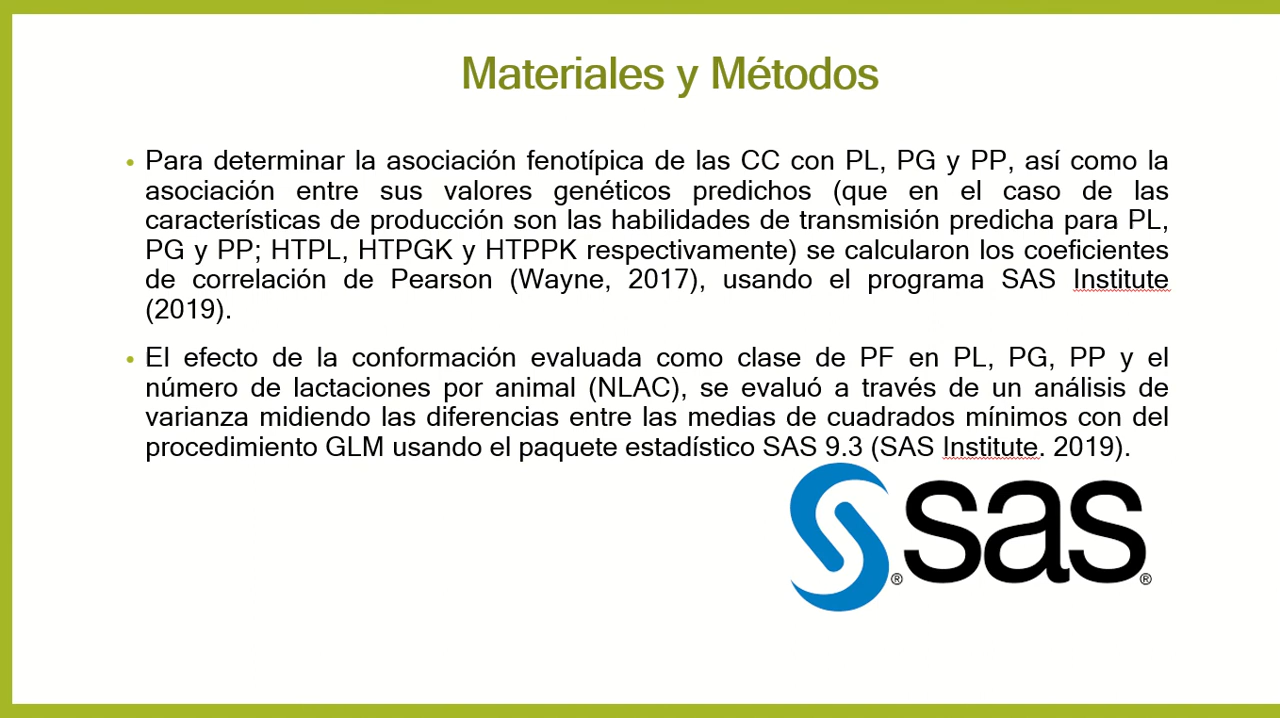 Materiales y Métodos
• Para determinar la asociación fenotípica de las CC con PL, PG y PP, así como la
asociación entre sus valores genéticos predichos (que en el caso de las
características de producción son las habilidades de transmisión predicha para PL,
PG y PP; HTPL, HTPGK y HTPPK respectivamente) se calcularon los coeficientes
de correlación de Pearson (Wayne, 2017), usando el programa SAS Institute
(2019).
• El efecto de la conformación evaluada como clase de PF en PL, PG, PP y el
número de lactaciones por animal (NLAC), se evaluó a través de un análisis de
varianza midiendo las diferencias entre las medias de cuadrados mínimos con del
procedimiento GLM usando el paquete estadístico SAS 9.3 (SAS Institute. 2019).
® sas ®